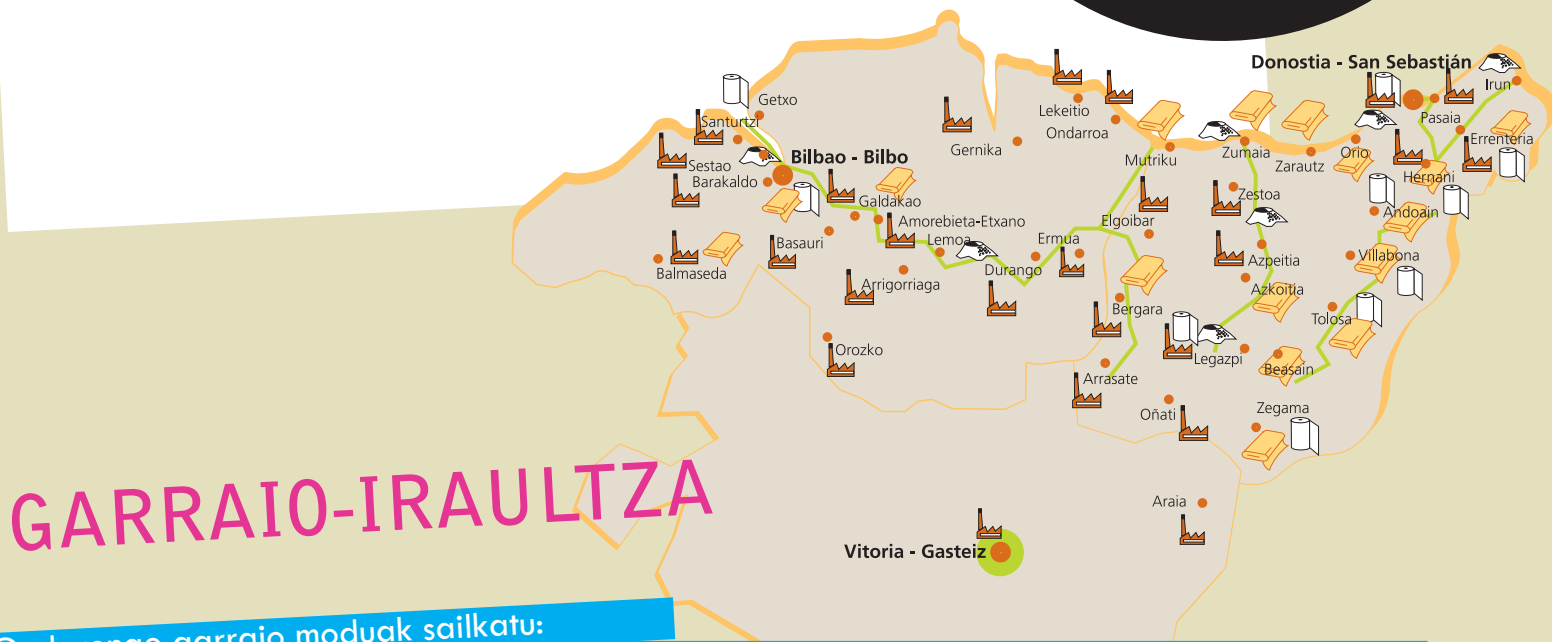 Donostia - San Sebastián
Irun
Getxo
Lekeitio
Pasaia
Santurtzi
Ondarroa
Errenteria
Gernika
Mutriku
Zumaia
Orio
Sestao
Bilbao - Bilbo
Zarautz
Hernani
Barakaldo
Zestoa
Galdakao
Andoain
Amorebieta-Etxano
Elgoibar
Basauri
Lemoa
Ermua
Villabona
Balmaseda
Durango
Azpeitia
Arrigorriaga
Azkoitia
Bergara
Tolosa
Orozko
Legazpi
Beasain
Arrasate
Oñati
Zegama
GARRAIO-IRAULTZA
Araia
Vitoria - Gasteiz
garraio moduak sailkatu: